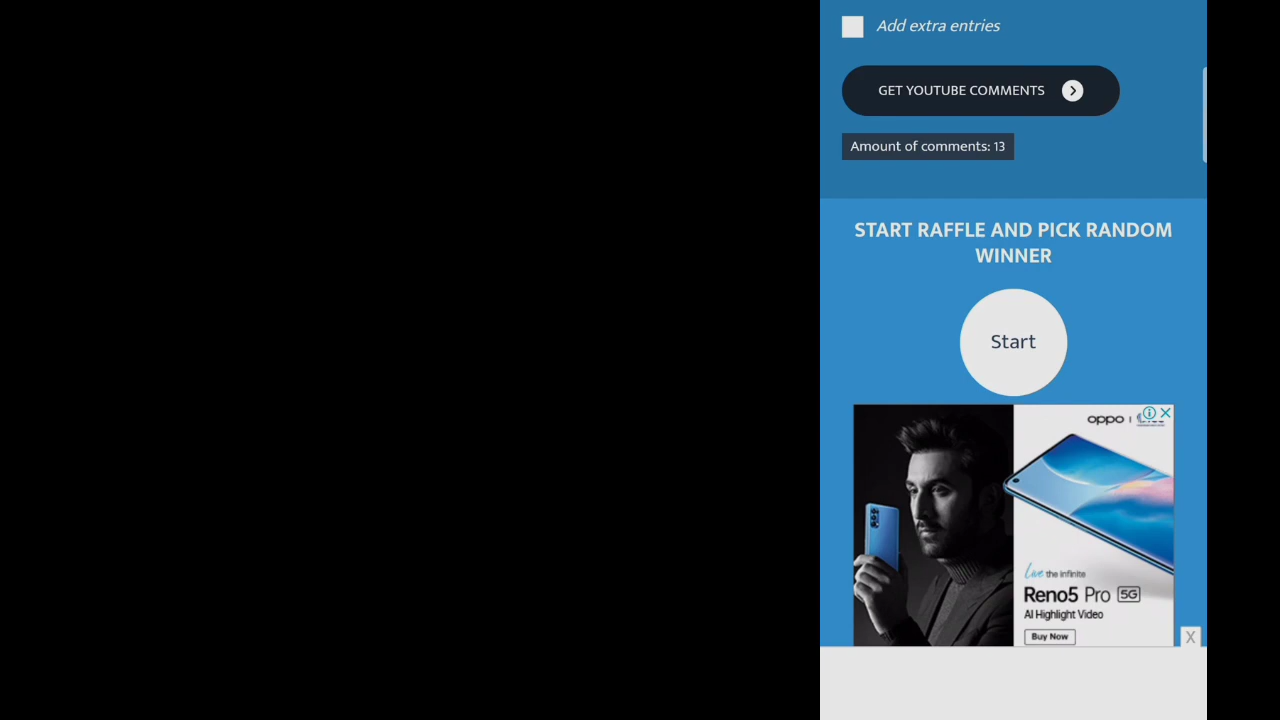 Add extra entries
GET YOUTUBE COMMENTS
Amount of comments: 13
START RAFFLE AND PICK RANDOM
WINNER
Start
oppo
Live the infinite
Reno5 Pro 5G
AI Highlight Video
Buy Now
X